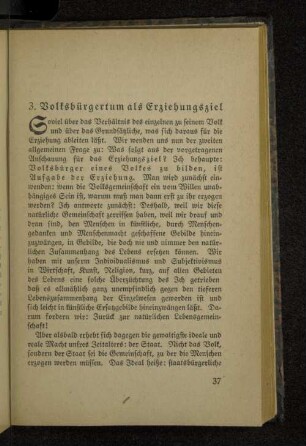 3. Volksbürgertum als Erziehungsziel
Soviel über das Verhältnis des einzelnen zu seinem Volk
und über das Grundsätzliche, was sich daraus für die
Erziehung ableiten läßt. Wir wenden uns nun der zweiten
allgemeinen Frage zu: Was folgt aus der vorgetragenen
Anschauung für das Erziehungsziel? Ich behaupte:
Volksbürger eines Volkes zu bilden, ist
Aufgabe der Erziehung. Man wird zunächst ein-
wenden: wenn die Volksgemeinschaft ein vom Willen unab-
hängiges Sein ist, warum muß man dann erst zu ihr erzogen
werden? Ich antworte zunächst: Deshalb, weil wir diese
natürliche Gemeinschaft zerrissen haben, weil wir drauf und
dran sind, den Menschen in künstliche, durch Menschen-
gedanken und Menschenmacht geschaffene Gebilde hinein-
zuzwingen, in Gebilde, die doch nie und nimmer den natür-
lichen Zusammenhang des Lebens ersetzen können. Wir
haben mit unserem Individualismus und Subjektivismus
in Wirtschaft, Kunst, Religion, kurz, auf allen Gebieten
des Lebens eine solche Überhitzung des Ich getrieben,
daß es allmählich ganz unempfindlich gegen den tieferen
Lebenszusammenhang der Einzelwesen geworden ist und
sich leicht in künstliche Ersatzgebilde hineinzwängen läßt.
Darum fordern wir: Zurück zur natürlichen Lebensgemein-
schaft!
Aber alsbald erhebt sich dagegen die gewaltigste ideale und
reale Macht unsres Zeitalters: der Staat. Nicht das Volk,
sondern der Staat sei die Gemeinschaft, zu der die Menschen
erzogen werden müssen. Das Ideal heiße: staatsbürgerliche
37